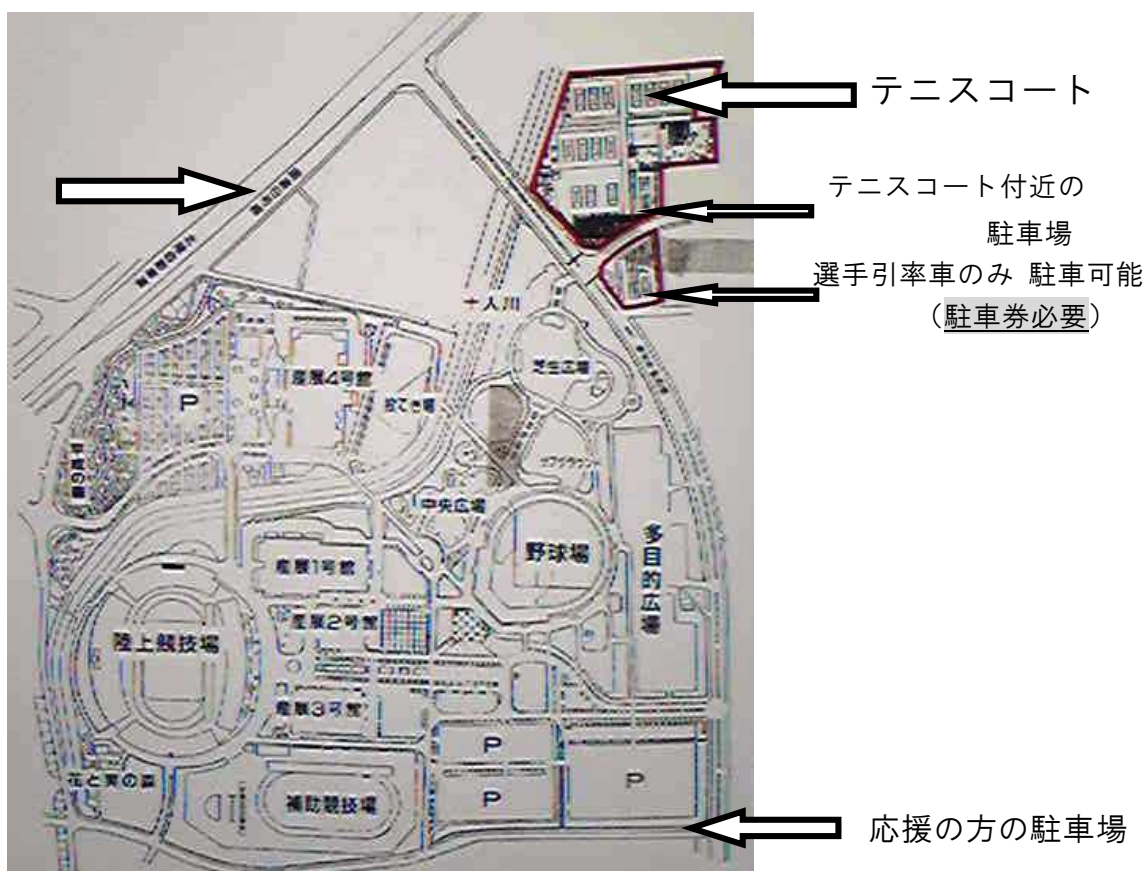 テニスコート
テニスコート付近の
駐車場
選手引率車のみ 駐車可能
（駐車券必要）
十人川
芝生広場
産展4号館
投てき場
P
中央広場
野球場
多目的広場
産展1号館
産展2号館
陸上競技場
産展3号館
P
P
P
花と実の森
補助競技場
応援の方の駐車場